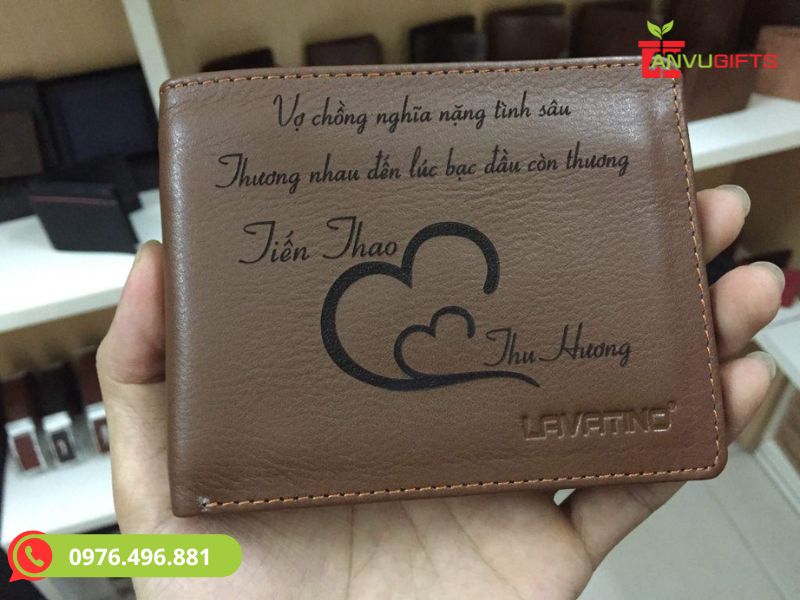 TANVUGIFTS
Vợ chồng nghĩa nặng tình sâu
Thương nhau đến lúc bạc đầu còn thương
Tiến Thao
Thu Hương
LAVATINO®
0976.496.881